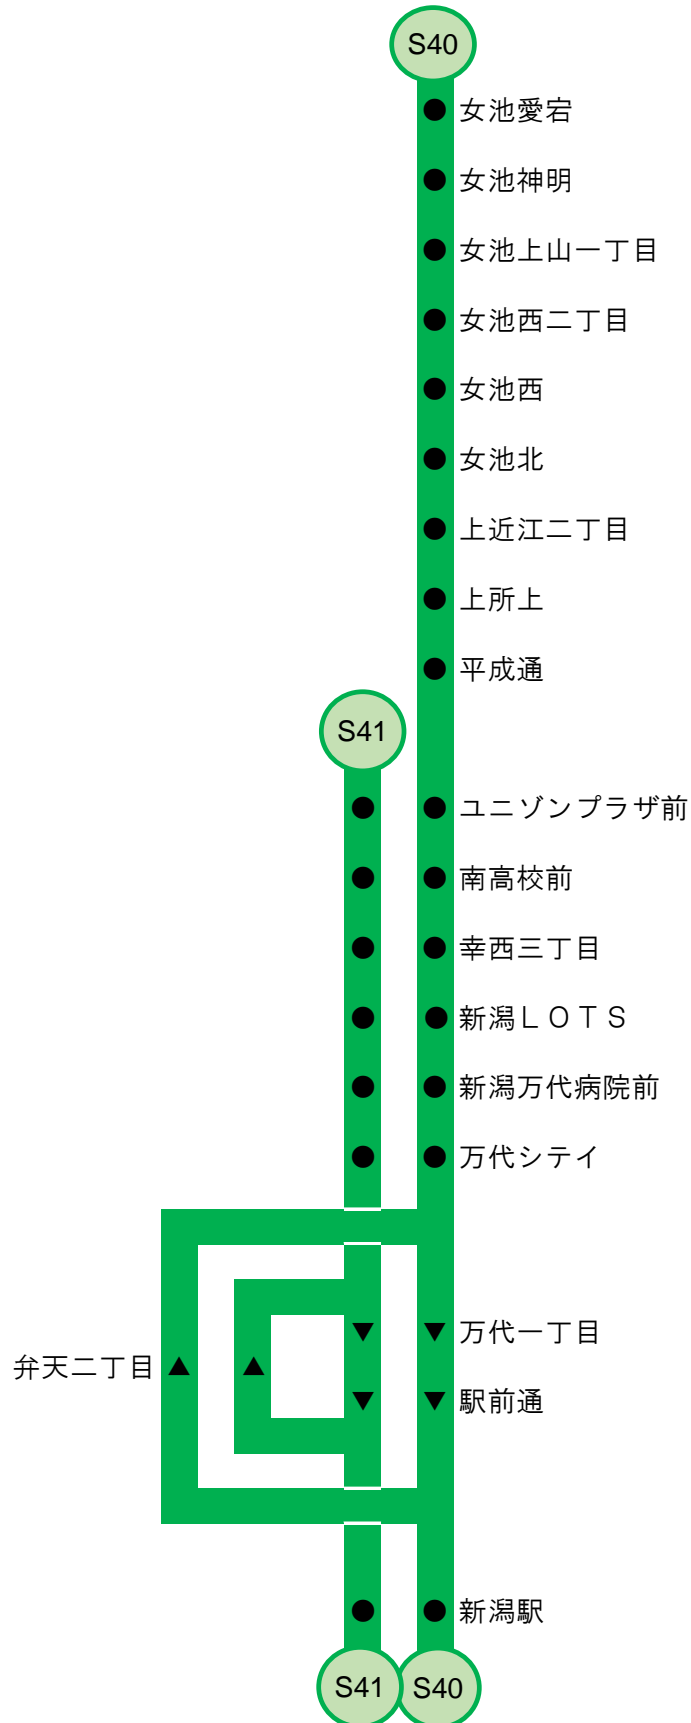 S40
女池愛宕
女池神明
女池上山一丁目
女池西二丁目
女池西
女池北
上近江二丁目
上所上
平成通
S41
ユニゾンプラザ前
南高校前
幸西三丁目
新潟ＬＯＴＳ
新潟万代病院前
万代シテイ
万代一丁目
弁天二丁目
駅前通
新潟駅
S41
S40